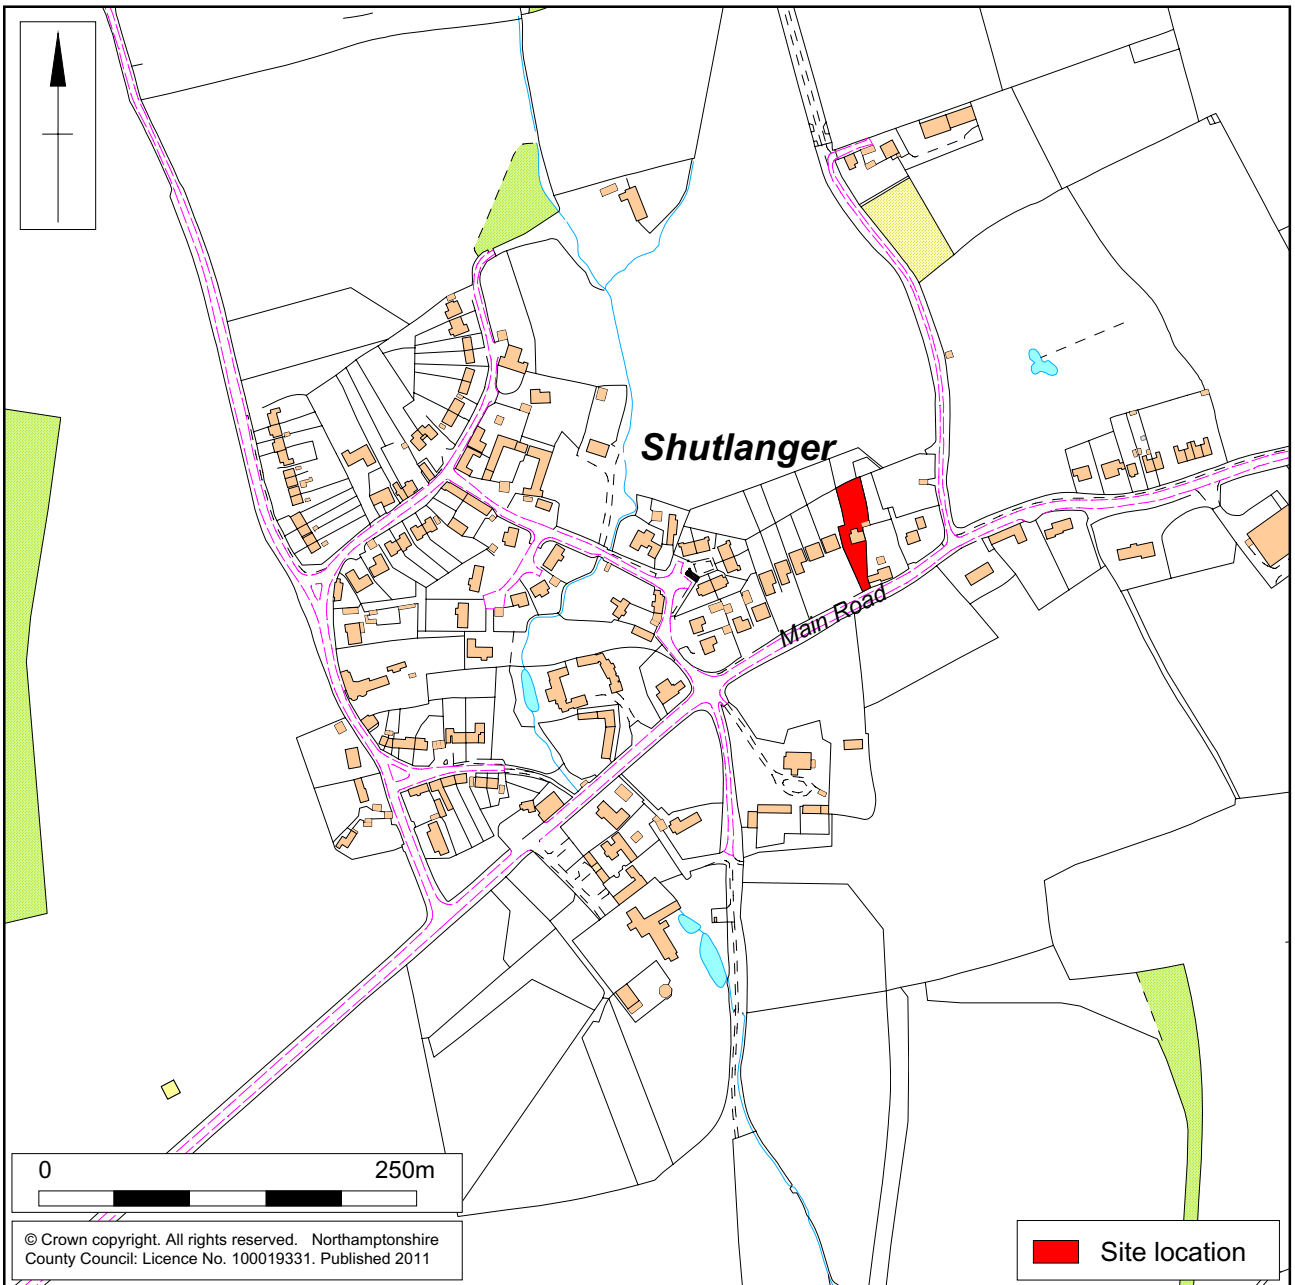 Shutlanger
Main Road
0 250m
© Crown copyright. All rights reserved. Northamptonshire
County Council: Licence No. 100019331. Published 2011
Site location